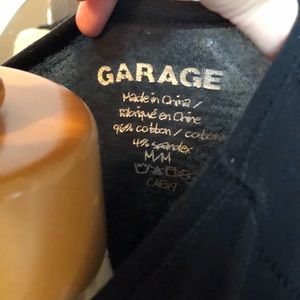 GARAGE
Made in China /
Fabriqué en Chine
96% cotton / coton
4% spandex
M/M